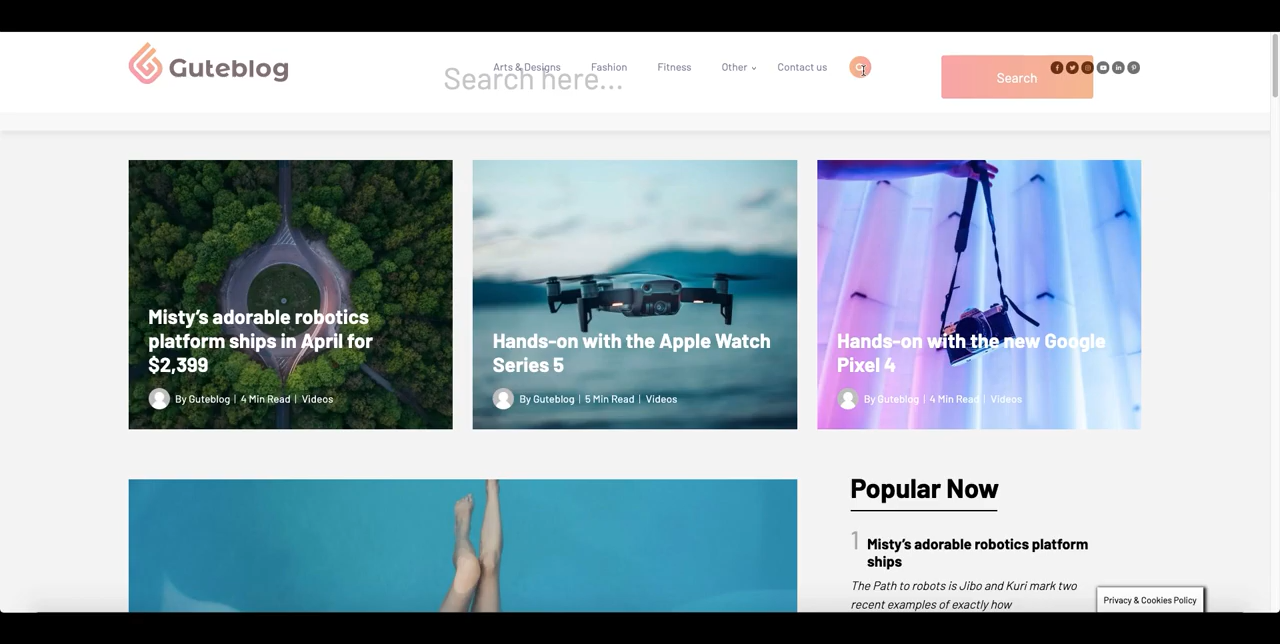 Guteblog
Arts & Designs
Fashion
Fitness
Other
Contact us
Search here...
Search
Misty's adorable robotics
platform ships in April for
$2,399
By Guteblog | 4 Min Read | Videos
Hands-on with the Apple Watch
Series 5
By Guteblog | 5 Min Read | Videos
Hands-on with the new Google
Pixel 4
By Guteblog | 4 Min Read | Videos
Popular Now
1
Misty's adorable robotics platform
ships
The Path to robots is Jibo and Kuri mark two
recent examples of exactly how
Privacy & Cookies Policy